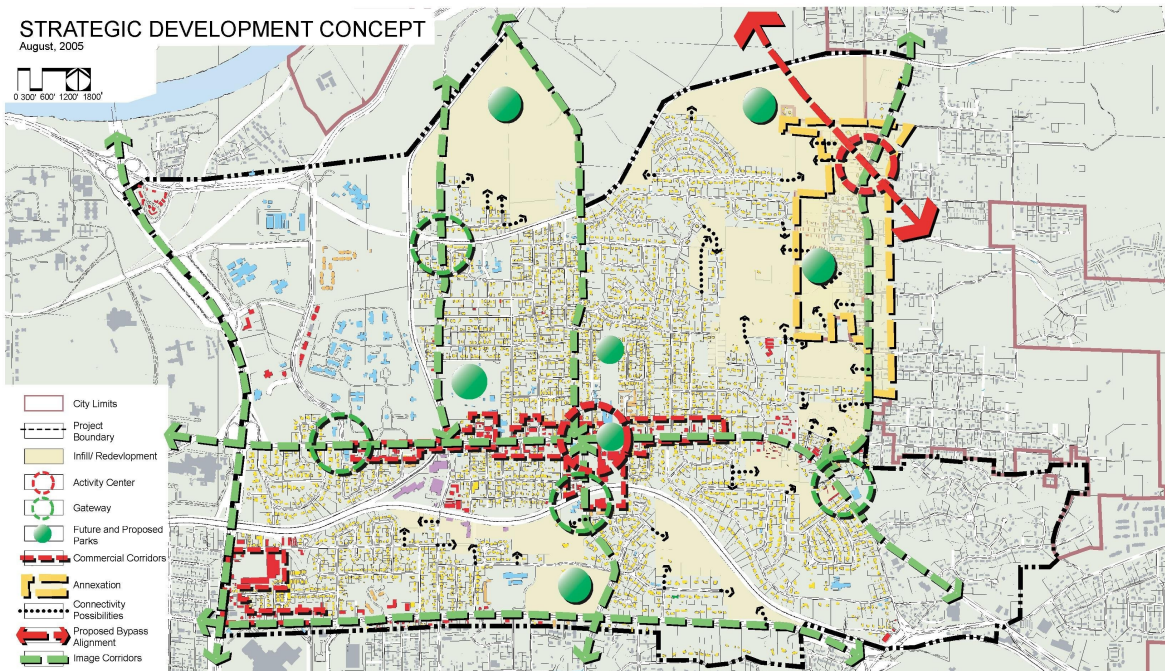 STRATEGIC DEVELOPMENT CONCEPT
August, 2005
0 300' 600' 1200' 1800'
City Limits
Project
Boundary
Infill/ Redevelopment
Activity Center
Gateway
Future and Proposed
Parks
Commercial Corridors
Annexation
Connectivity
Possibilities
Proposed Bypass
Alignment
Image Corridors